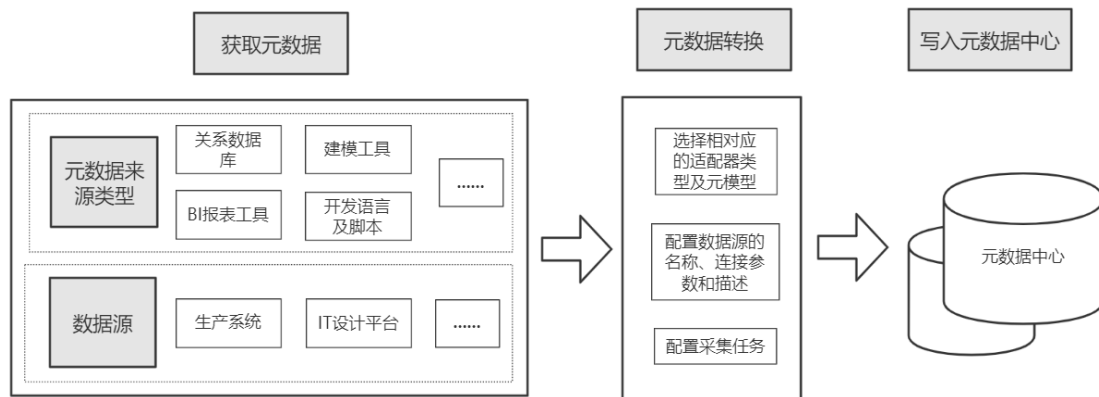 获取元数据
元数据转换
写入元数据中心
元数据来
源类型
关系数据
库
建模工具
BI报表工具
开发语言
及脚本
......
数据源
生产系统
IT设计平台
......
选择相对应
的适配器类
型及元模型
配置数据源的
名称、连接参
数和描述
配置采集任务
元数据中心